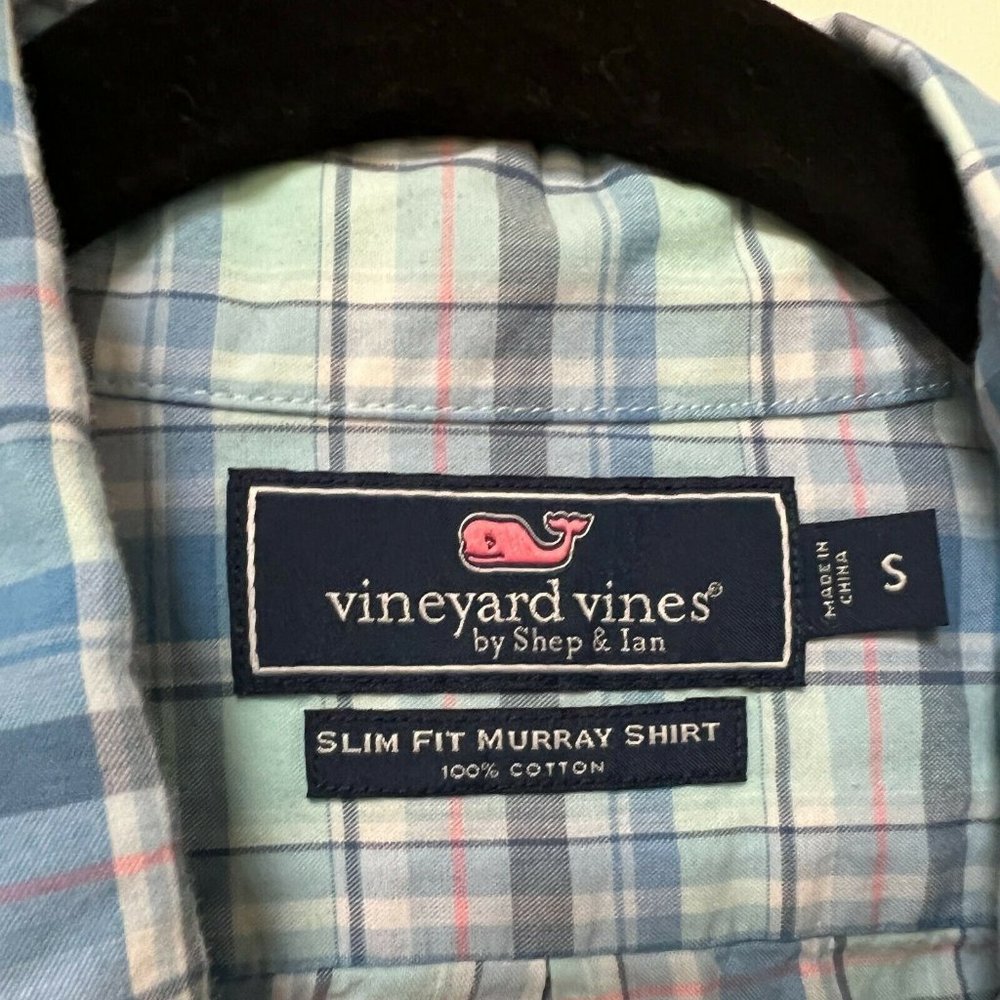 vineyard vines®
by Shep & Ian
MADE IN
CHINA
S
SLIM FIT MURRAY SHIRT
100% COTTON